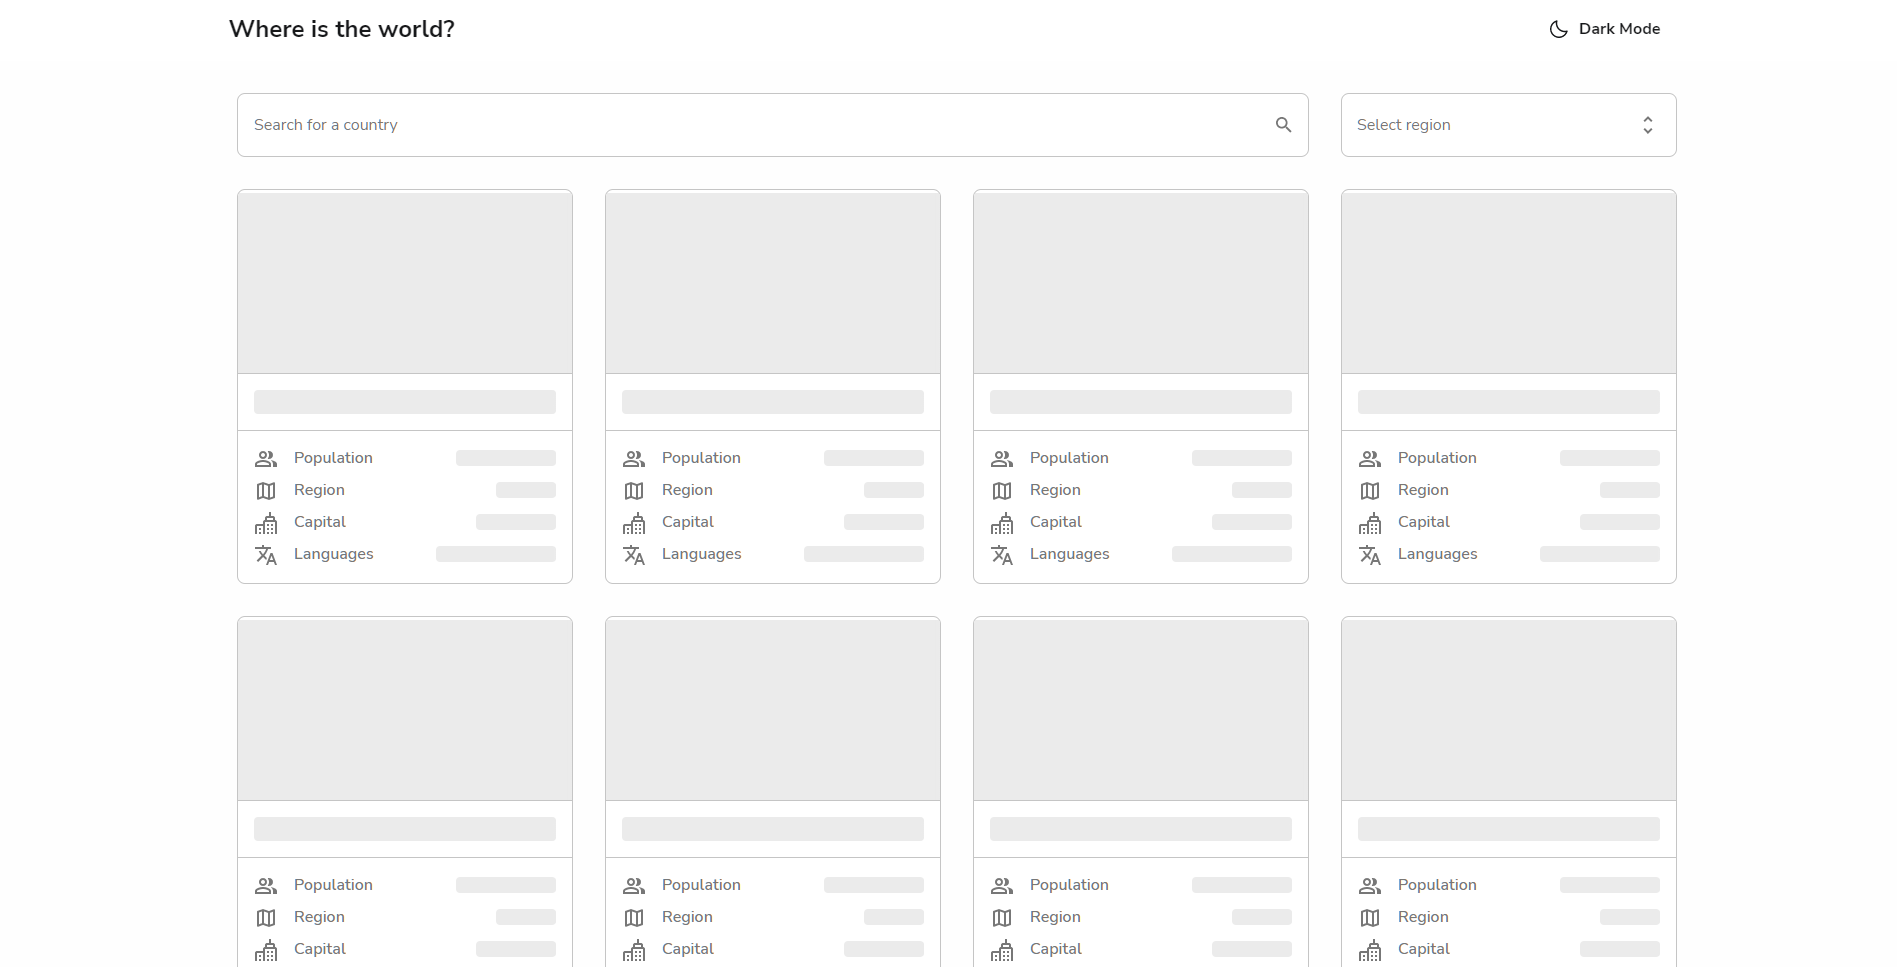 Where is the world?
Dark Mode
Search for a country
Select region
Population
Region
Capital
Languages
Population
Region
Capital
Languages
Population
Region
Capital
Languages
Population
Region
Capital
Languages
Population
Region
Capital
Population
Region
Capital
Population
Region
Capital
Population
Region
Capital